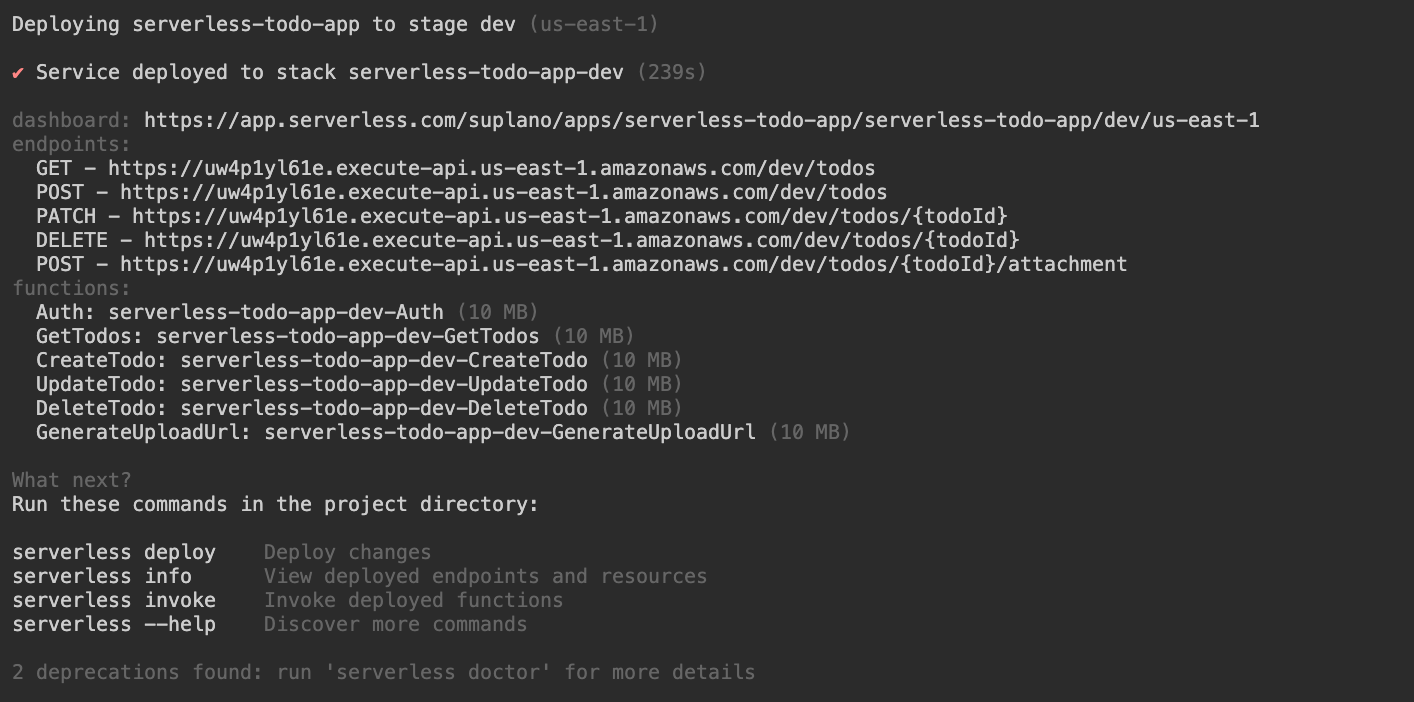 Deploying serverless-todo-app to stage dev (us-east-1)
✔ Service deployed to stack serverless-todo-app-dev (239s)
dashboard: https://app.serverless.com/suplano/apps/serverless-todo-app/serverless-todo-app/dev/us-east-1
endpoints:
GET - https://uw4p1yl61e.execute-api.us-east-1.amazonaws.com/dev/todos
POST - https://uw4p1yl61e.execute-api.us-east-1.amazonaws.com/dev/todos
PATCH - https://uw4p1yl61e.execute-api.us-east-1.amazonaws.com/dev/todos/{todoId}
DELETE - https://uw4p1yl61e.execute-api.us-east-1.amazonaws.com/dev/todos/{todoId}
POST - https://uw4p1yl61e.execute-api.us-east-1.amazonaws.com/dev/todos/{todoId}/attachment
functions:
Auth: serverless-todo-app-dev-Auth (10 MB)
GetTodos: serverless-todo-app-dev-GetTodos (10 MB)
CreateTodo: serverless-todo-app-dev-CreateTodo (10 MB)
UpdateTodo: serverless-todo-app-dev-UpdateTodo (10 MB)
DeleteTodo: serverless-todo-app-dev-DeleteTodo (10 MB)
GenerateUploadUrl: serverless-todo-app-dev-GenerateUploadUrl (10 MB)
What next?
Run these commands in the project directory:
serverless deploy    Deploy changes
serverless info      View deployed endpoints and resources
serverless invoke    Invoke deployed functions
serverless --help    Discover more commands
2 deprecations found: run 'serverless doctor' for more details